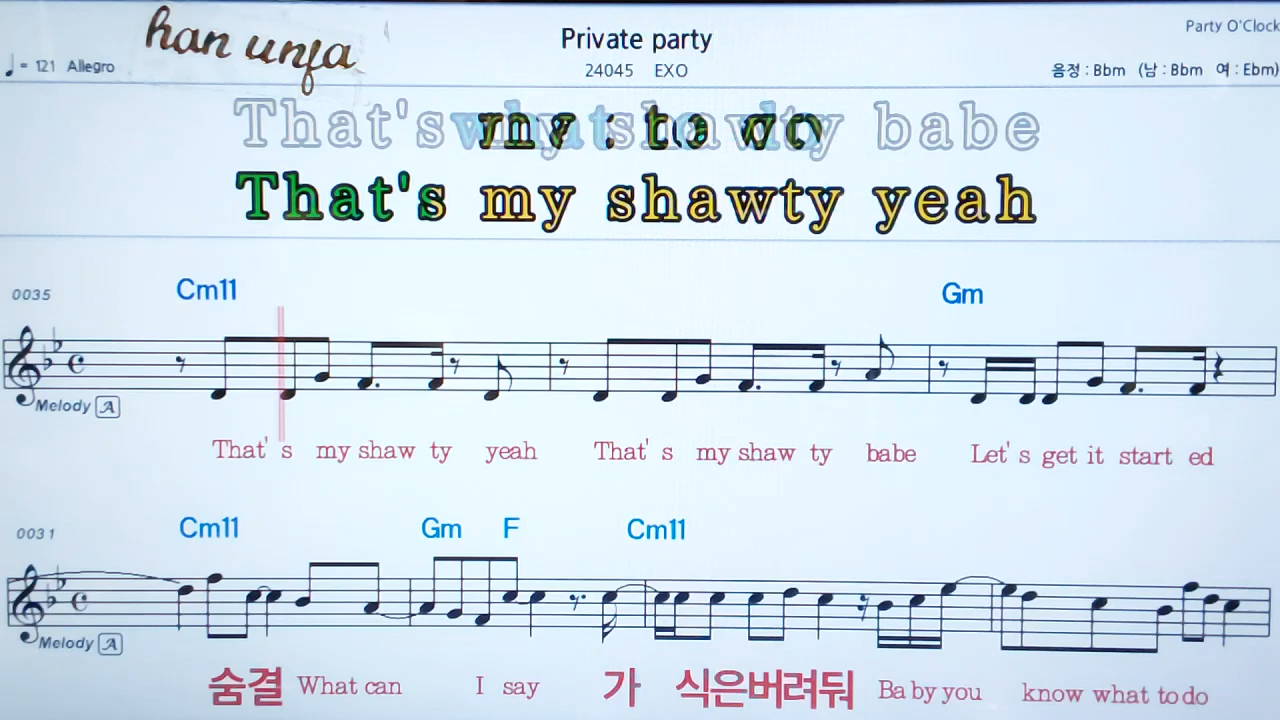 han unfa
Private party
Party O'Clock
♩= 121 Allegro
24045 EXO
음정 : Bbm (남 : Bbm 여 : Ebm)
That's shawty babe
That's my shawty yeah
0035 Cm11 Gm
Melody A
That' s my shaw ty yeah That' s my shaw ty babe Let' s get it start ed
0031 Cm11 Gm F Cm11
Melody A
숨결 What can I say 가 식은버려둬 Ba by you know what to do